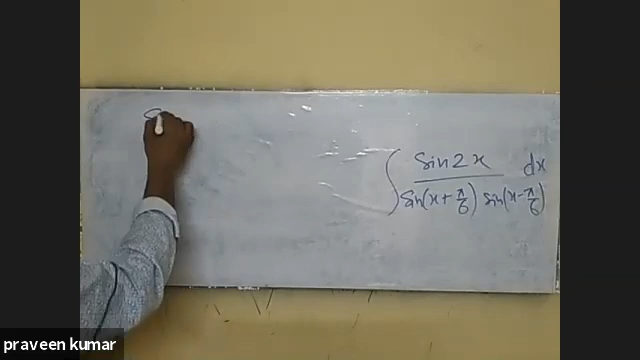 ∫ sin2x / sin(x + π/6) sin(x - π/6) dx
praveen kumar